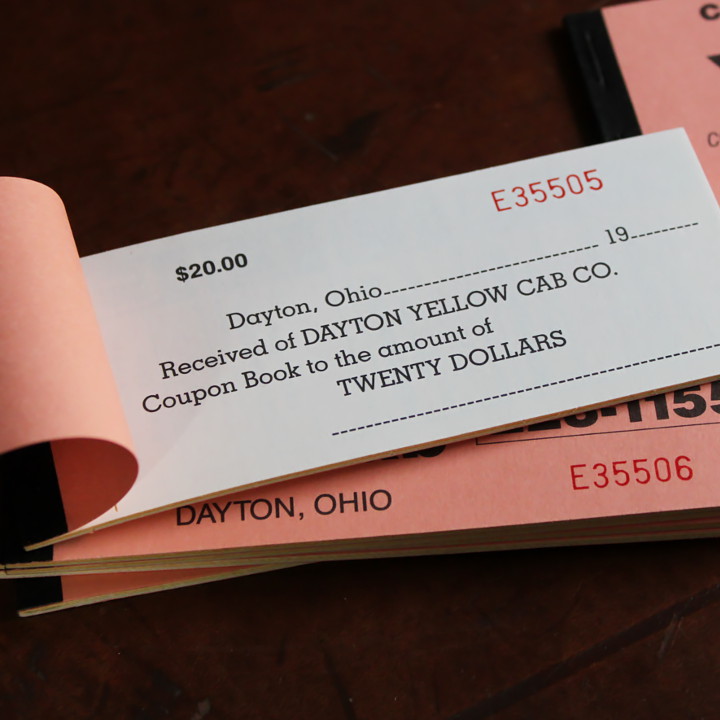 E35505
$20.00
Dayton, Ohio 19
Received of DAYTON YELLOW CAB CO.
Coupon Book to the amount of
TWENTY DOLLARS
E35506
DAYTON, OHIO